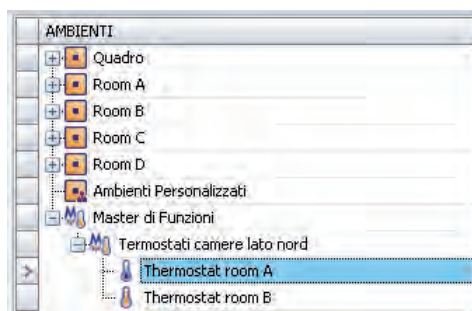 AMBIENTI
Quadro
Room A
Room B
Room C
Room D
Ambienti Personalizzati
Master di Funzioni
Termostati camere lato nord
Thermostat room A
Thermostat room B